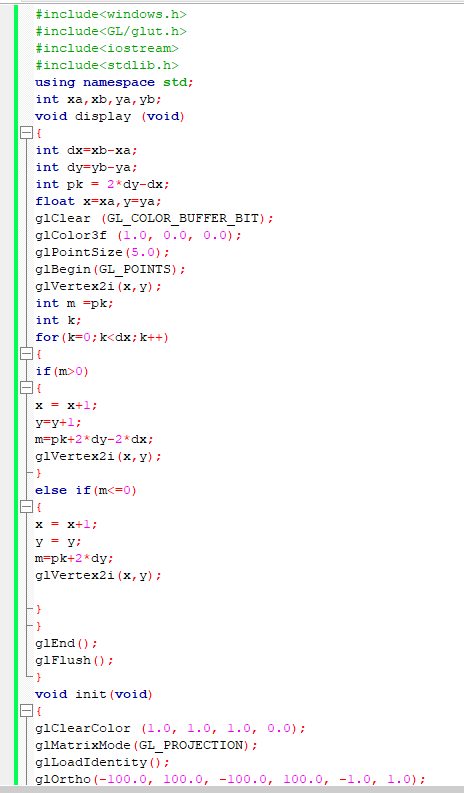 #include<windows.h>
#include<GL/glut.h>
#include<iostream>
#include<stdlib.h>
using namespace std;
int xa,xb,ya,yb;
void display (void)
{
int dx=xb-xa;
int dy=yb-ya;
int pk = 2*dy-dx;
float x=xa,y=ya;
glClear (GL_COLOR_BUFFER_BIT);
glColor3f (1.0, 0.0, 0.0);
glPointSize(5.0);
glBegin(GL_POINTS);
glVertex2i(x,y);
int m =pk;
int k;
for(k=0;k<dx;k++)
{
if(m>0)
{
x = x+1;
y=y+1;
m=pk+2*dy-2*dx;
glVertex2i(x,y);
}
else if(m<=0)
{
x = x+1;
y = y;
m=pk+2*dy;
glVertex2i(x,y);
}
}
glEnd();
glFlush();
}
void init(void)
{
glClearColor (1.0, 1.0, 1.0, 0.0);
glMatrixMode(GL_PROJECTION);
glLoadIdentity();
glOrtho(-100.0, 100.0, -100.0, 100.0, -1.0, 1.0);